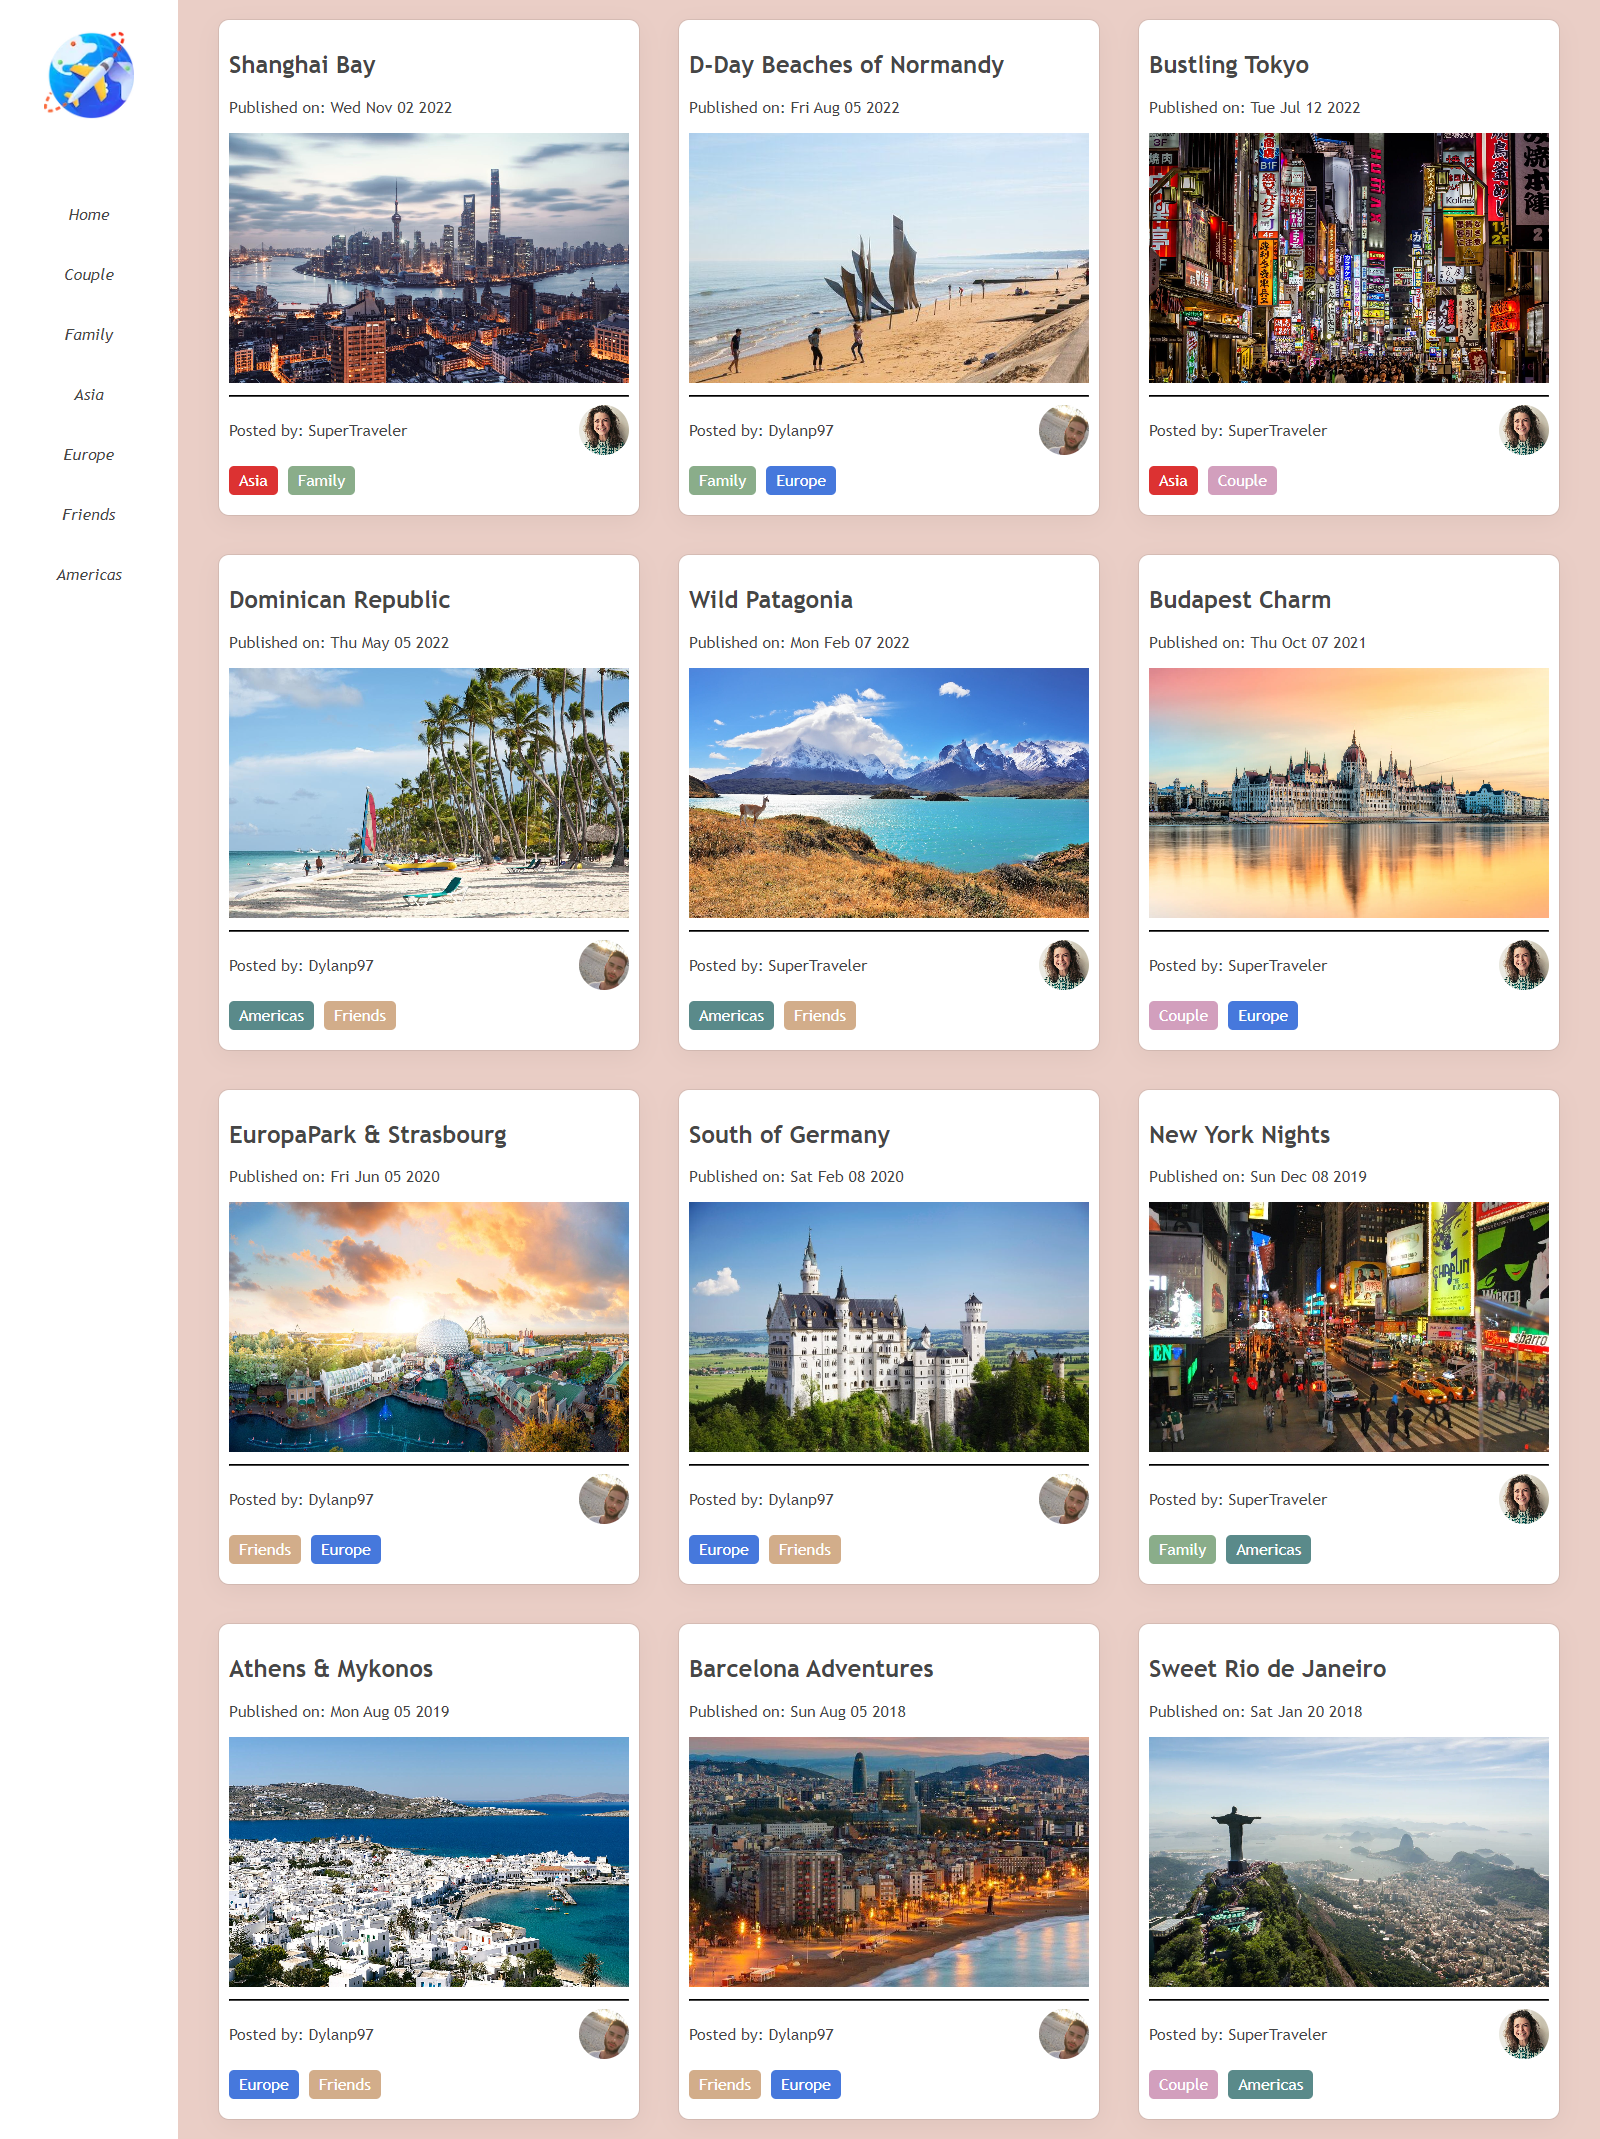 Home
Couple
Family
Asia
Europe
Friends
Americas
Shanghai Bay
Published on: Wed Nov 02 2022
Posted by: SuperTraveler
Asia Family
D-Day Beaches of Normandy
Published on: Fri Aug 05 2022
Posted by: Dylanp97
Family Europe
Bustling Tokyo
Published on: Tue Jul 12 2022
Posted by: SuperTraveler
Asia Couple
Dominican Republic
Published on: Thu May 05 2022
Posted by: Dylanp97
Americas Friends
Wild Patagonia
Published on: Mon Feb 07 2022
Posted by: SuperTraveler
Americas Friends
Budapest Charm
Published on: Thu Oct 07 2021
Posted by: SuperTraveler
Couple Europe
EuropaPark & Strasbourg
Published on: Fri Jun 05 2020
Posted by: Dylanp97
Friends Europe
South of Germany
Published on: Sat Feb 08 2020
Posted by: Dylanp97
Europe Friends
New York Nights
Published on: Sun Dec 08 2019
CHAPLIN
WICKED
sbarro
Posted by: SuperTraveler
Family Americas
Athens & Mykonos
Published on: Mon Aug 05 2019
Posted by: Dylanp97
Europe Friends
Barcelona Adventures
Published on: Sun Aug 05 2018
Posted by: Dylanp97
Friends Europe
Sweet Rio de Janeiro
Published on: Sat Jan 20 2018
Posted by: SuperTraveler
Couple Americas